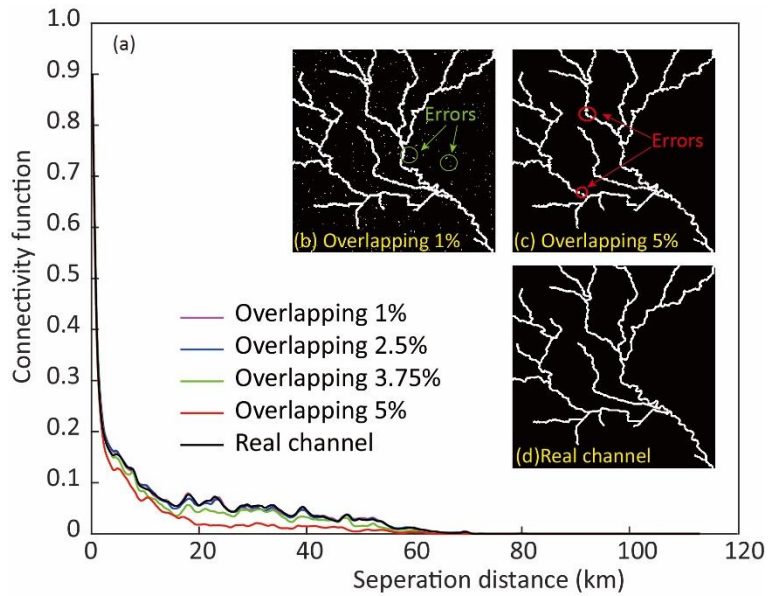 1.0
0.9
0.8
0.7
0.6
0.5
0.4
0.3
0.2
0.1
0
Connectivity function
(a)
Errors
(b) Overlapping 1%
Errors
(c) Overlapping 5%
(d)Real channel
Overlapping 1%
Overlapping 2.5%
Overlapping 3.75%
Overlapping 5%
Real channel
0 20 40 60 80 100 120
Seperation distance (km)